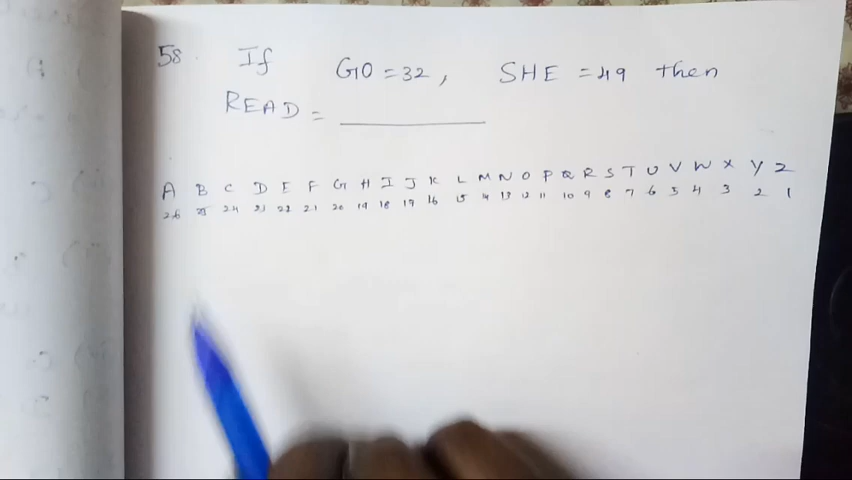 58. If GO = 32, SHE = 49 then
READ = __________
A B C D E F G H I J K L M N O P Q R S T U V W X Y Z
26 25 24 23 22 21 20 19 18 17 16 15 14 13 12 11 10 9 8 7 6 5 4 3 2 1